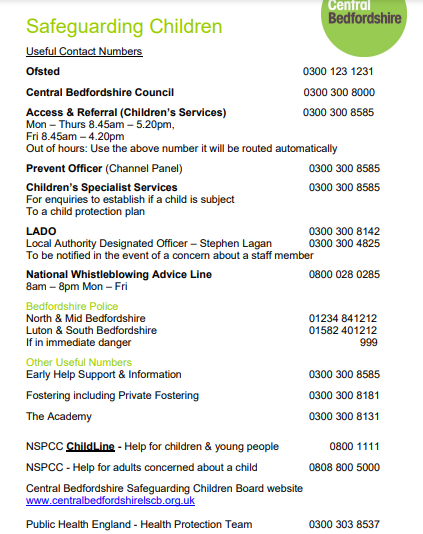 Central
Bedfordshire
Safeguarding Children
Useful Contact Numbers
Ofsted 0300 123 1231
Central Bedfordshire Council 0300 300 8000
Access & Referral (Children's Services) 0300 300 8585
Mon – Thurs 8.45am – 5.20pm,
Fri 8.45am – 4.20pm
Out of hours: Use the above number it will be routed automatically
Prevent Officer (Channel Panel) 0300 300 8585
Children's Specialist Services 0300 300 8585
For enquiries to establish if a child is subject
To a child protection plan
LADO 0300 300 8142
Local Authority Designated Officer – Stephen Lagan 0300 300 4825
To be notified in the event of a concern about a staff member
National Whistleblowing Advice Line 0800 028 0285
8am – 8pm Mon – Fri
Bedfordshire Police
North & Mid Bedfordshire 01234 841212
Luton & South Bedfordshire 01582 401212
If in immediate danger 999
Other Useful Numbers
Early Help Support & Information 0300 300 8585
Fostering including Private Fostering 0300 300 8181
The Academy 0300 300 8131
NSPCC ChildLine - Help for children & young people 0800 1111
NSPCC - Help for adults concerned about a child 0808 800 5000
Central Bedfordshire Safeguarding Children Board website
www.centralbedfordshirelscb.org.uk
Public Health England - Health Protection Team 0300 303 8537